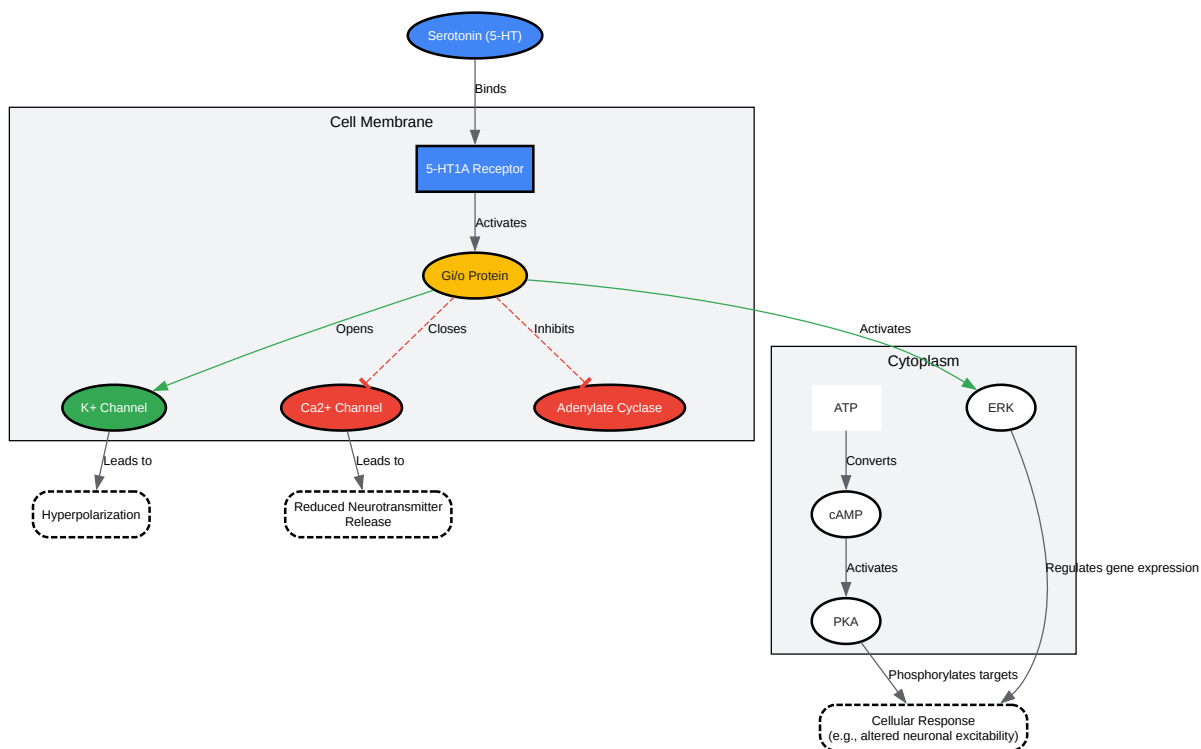 Serotonin (5-HT)
Binds
Cell Membrane
5-HT1A Receptor
Activates
Gi/o Protein
Opens
Closes
Inhibits
Activates
Cytoplasm
K+ Channel
Ca2+ Channel
Adenylate Cyclase
ATP
ERK
Leads to
Leads to
Converts
Hyperpolarization
Reduced Neurotransmitter
Release
cAMP
Activates
Regulates gene expression
PKA
Phosphorylates targets
Cellular Response
(e.g., altered neuronal excitability)